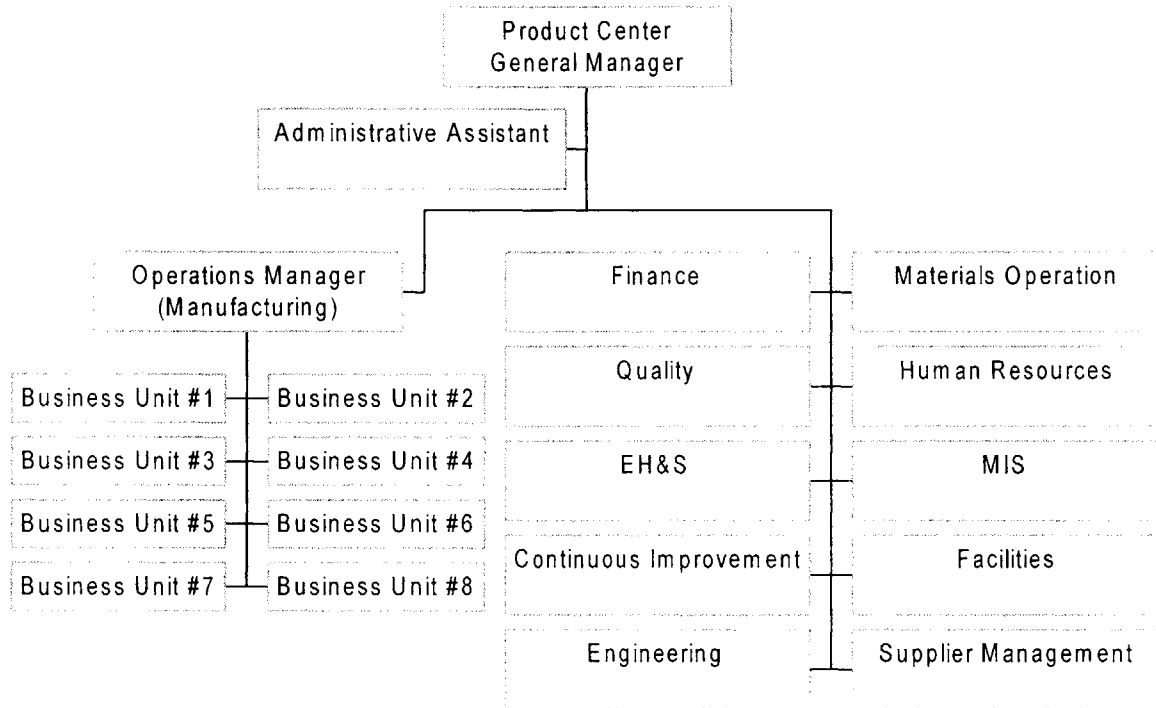 Product Center
General Manager
Administrative Assistant
Operations Manager
(Manufacturing)
Finance
Materials Operation
Quality
Human Resources
Business Unit #1
Business Unit #2
Business Unit #3
Business Unit #4
EH&S
MIS
Business Unit #5
Business Unit #6
Continuous Improvement
Facilities
Business Unit #7
Business Unit #8
Engineering
Supplier Management